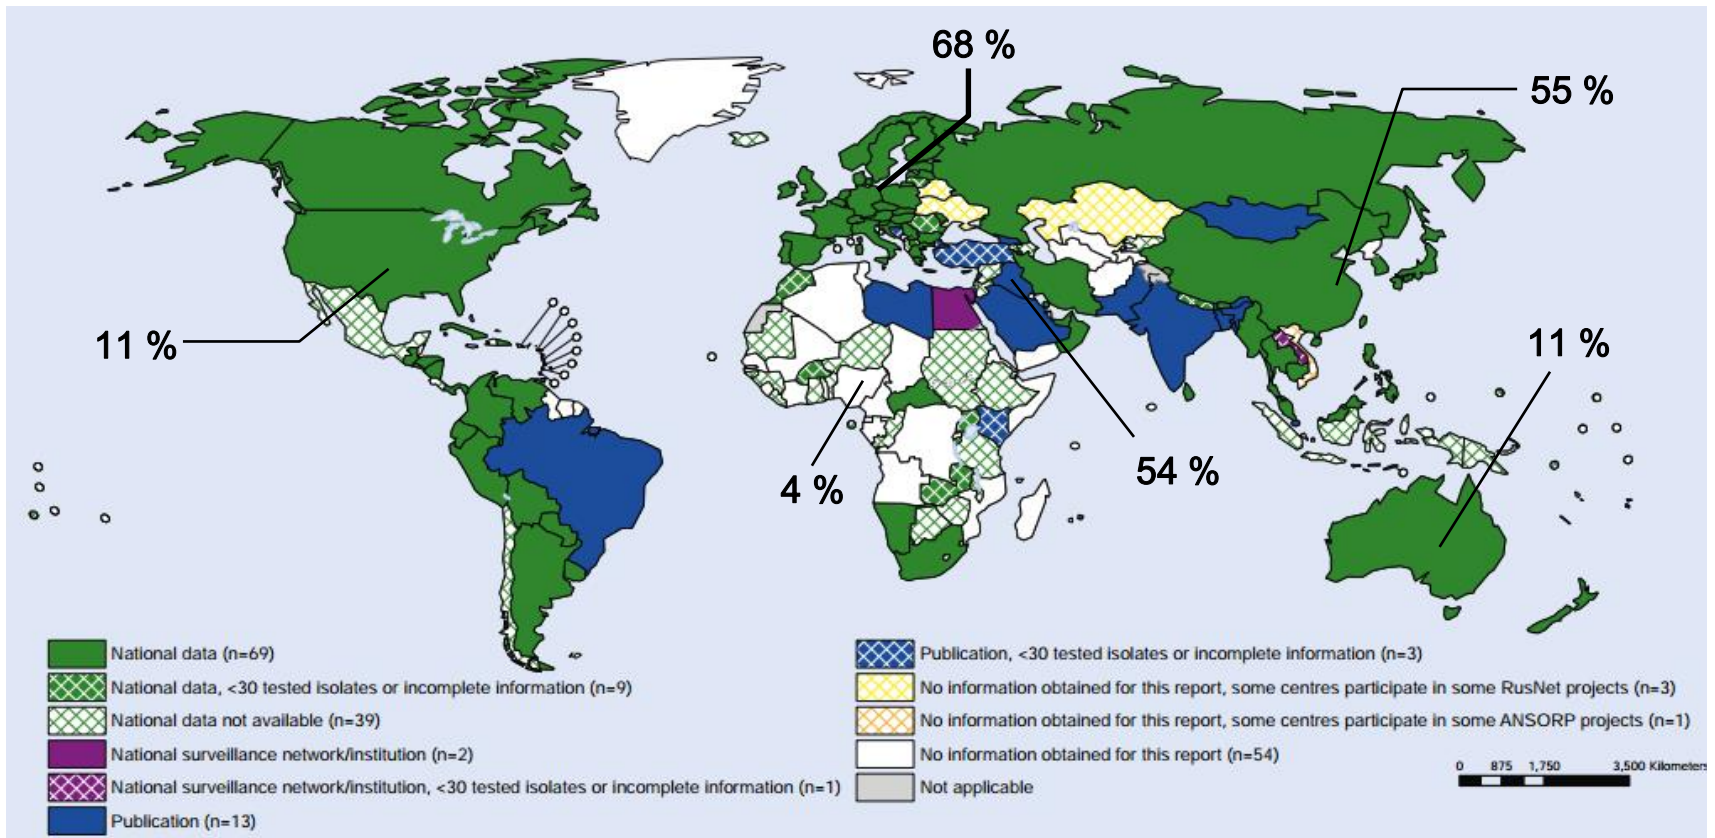 68 %
55 %
11 %
11 %
4 %
54 %
National data (n=69)
National data, <30 tested isolates or incomplete information (n=9)
National data not available (n=39)
National surveillance network/institution (n=2)
National surveillance network/institution, <30 tested isolates or incomplete information (n=1)
Publication (n=13)
Publication, <30 tested isolates or incomplete information (n=3)
No information obtained for this report, some centres participate in some RusNet projects (n=3)
No information obtained for this report, some centres participate in some ANSORP projects (n=1)
No information obtained for this report (n=54)
Not applicable
0 875 1,750 3,500 Kilometers